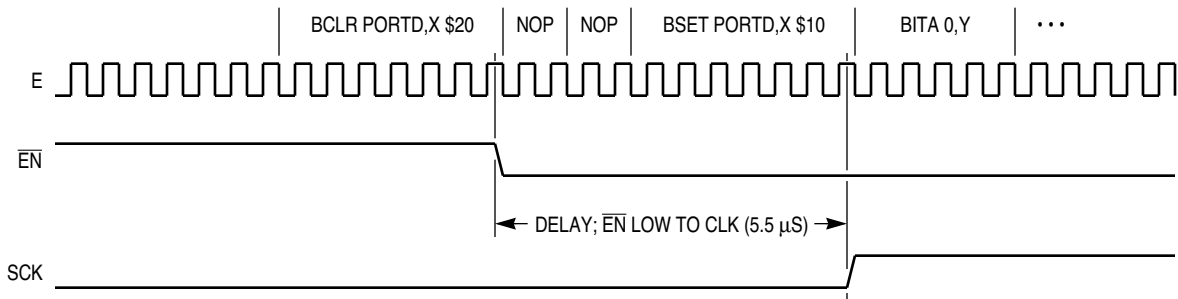 BCLR PORTD,X $20 NOP NOP BSET PORTD,X $10 BITA 0,Y • • •
E
EN
DELAY; EN LOW TO CLK (5.5 µS)
SCK